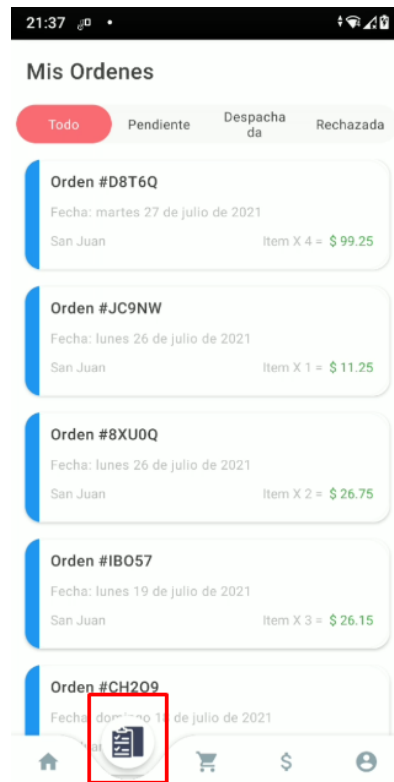 21:37
Mis Ordenes
Todo
Pendiente
Despacha
da
Rechazada
Orden #D8T6Q
Fecha: martes 27 de julio de 2021
San Juan
Item X 4 = $ 99.25
Orden #JC9NW
Fecha: lunes 26 de julio de 2021
San Juan
Item X 1 = $ 11.25
Orden #8XU0Q
Fecha: lunes 26 de julio de 2021
San Juan
Item X 2 = $ 26.75
Orden #IBO57
Fecha: lunes 19 de julio de 2021
San Juan
Item X 3 = $ 26.15
Orden #CH2O9
Fecha: domingo 18 de julio de 2021
$